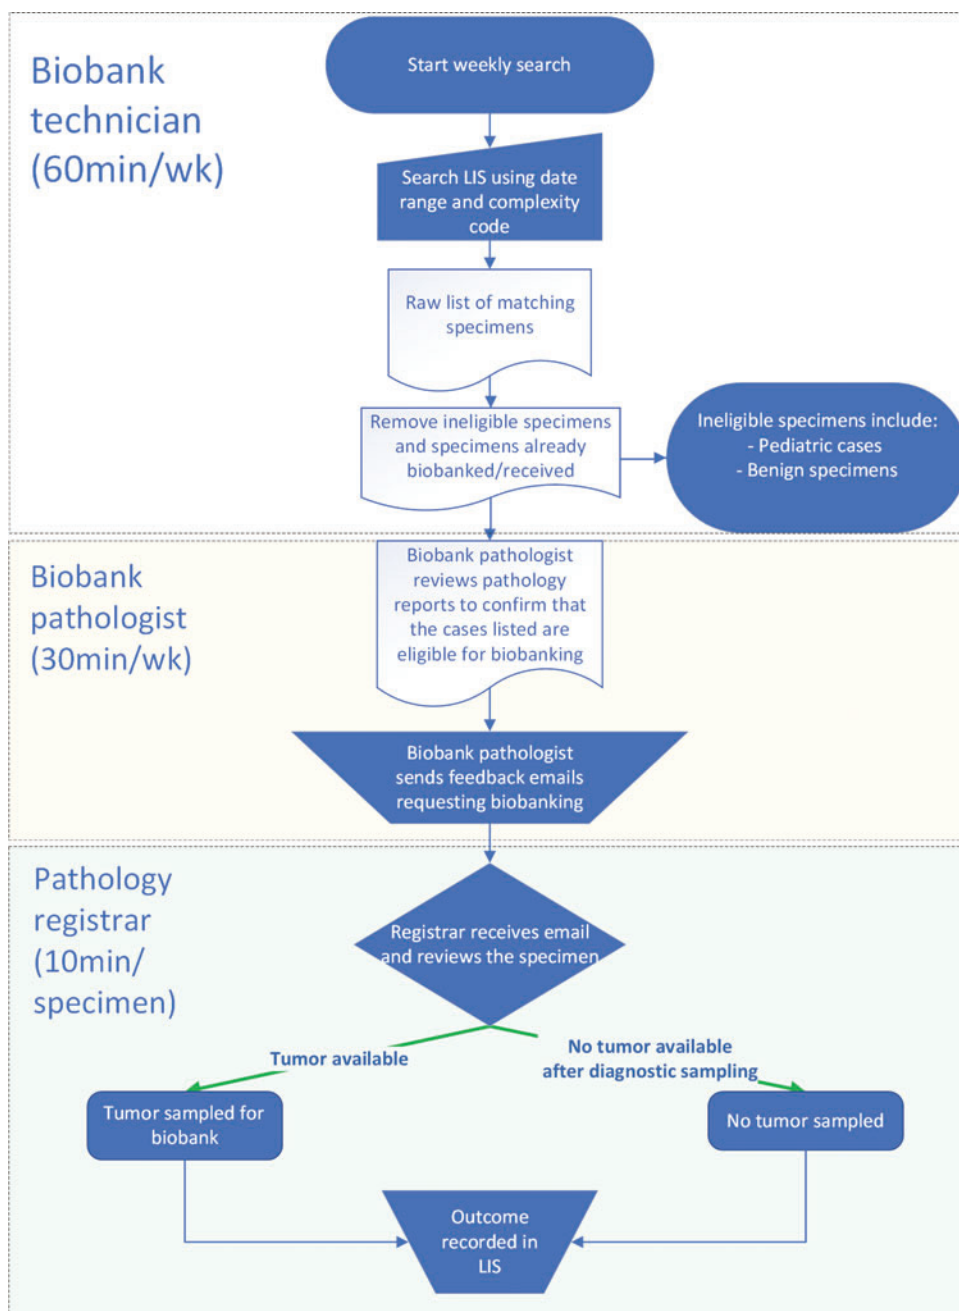 Biobank
technician
(60min/wk)
Start weekly search
Search LIS using date
range and complexity
code
Raw list of matching
specimens
Remove ineligible specimens
and specimens already
biobanked/received
Ineligible specimens include:
- Pediatric cases
- Benign specimens
Biobank
pathologist
(30min/wk)
Biobank pathologist
reviews pathology
reports to confirm that
the cases listed are
eligible for biobanking
Biobank pathologist
sends feedback emails
requesting biobanking
Pathology
registrar
(10min/
specimen)
Registrar receives email
and reviews the specimen
Tumor available
No tumor available
after diagnostic sampling
Tumor sampled for
biobank
No tumor sampled
Outcome
recorded in
LIS